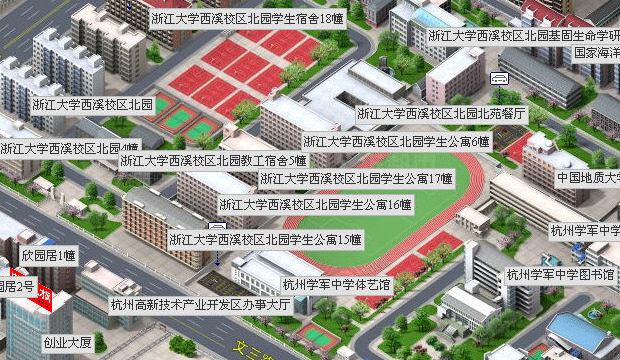 浙江大学西溪校区北园学生宿舍18幢
浙江大学西溪校区北园基固生命学研
国家海洋
浙江大学西溪校区北园
浙江大学西溪校区北园北苑餐厅
浙江大学西溪校区北园学生公寓6幢
浙江大学西溪校区北园4幢
浙江大学西溪校区北园教工宿舍5幢
浙江大学西溪校区北园学生公寓17幢
中国地质大学
浙江大学西溪校区北园学生公寓16幢
杭州学军中学
浙江大学西溪校区北园学生公寓15幢
欣园居1幢
杭州学军中学图书馆
园居2号
杭州学军中学体艺馆
杭州高新技术产业开发区办事大厅
创业大厦
文三路